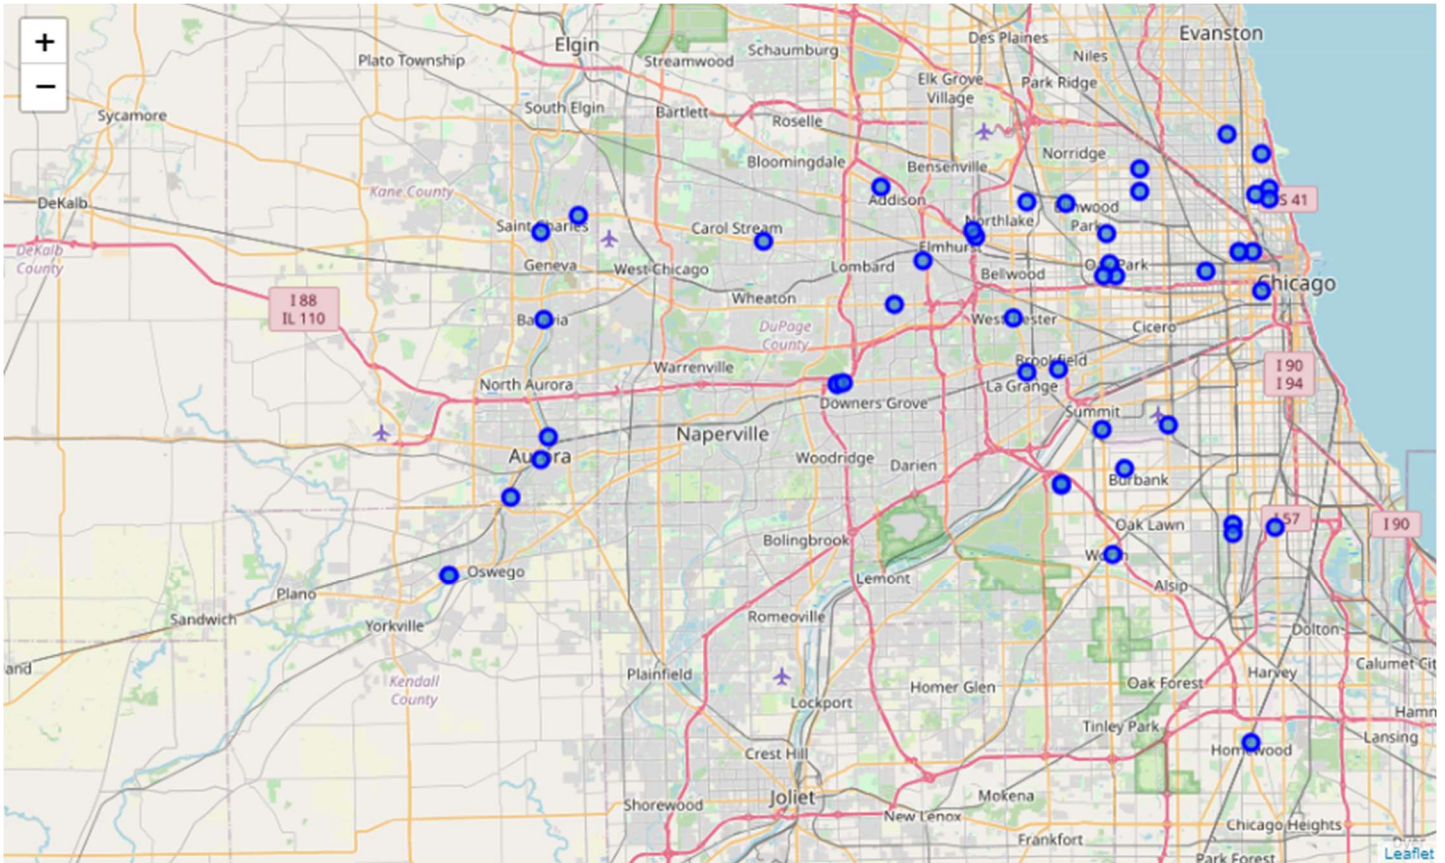 +
−
Elgin
Plato Township
Streamwood
Schaumburg
Des Plaines
Evanston
Niles
Elk Grove
Village
Park Ridge
Sycamore
South Elgin
Bartlett
Roselle
Bloomingdale
Bensenville
Norridge
Kane County
DeKalb
Addison
Northlake
Park
S 41
Carol Stream
Elmhurst
DeKalb
County
Geneva
West Chicago
Lombard
Bellwood
Park
Chicago
I 88
IL 110
Wheaton
DuPage
County
Cicero
Warrenville
Brookfield
La Grange
I 90
I 94
North Aurora
Downers Grove
Summit
Naperville
Woodridge
Darien
Burbank
Bolingbrook
Oak Lawn
I 57
I 90
Oswego
Lemont
Alsip
Plano
Sandwich
Yorkville
Romeoville
Dolton
and
Plainfield
Kendall
County
Homer Glen
Oak Forest
Harvey
Calumet Cit
Lockport
Tinley Park
Hamn
Lansing
Crest Hill
Joliet
Shorewood
Mokena
New Lenox
Frankfort
Chicago Heights
Park Forest
Leaflet